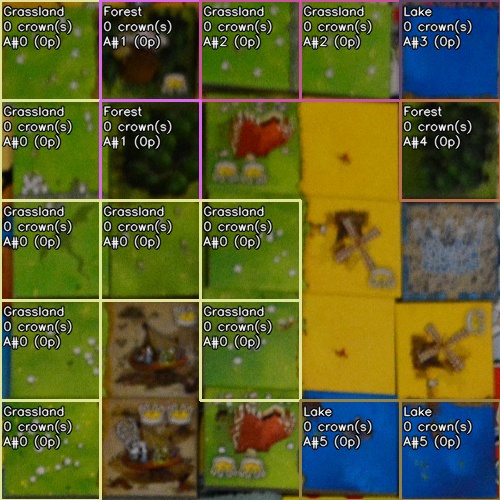 Grassland
0 crown(s)
A#0 (0p)
Forest
0 crown(s)
A#1 (0p)
Grassland
0 crown(s)
A#2 (0p)
Grassland
0 crown(s)
A#2 (0p)
Lake
0 crown(s)
A#3 (0p)
Grassland
0 crown(s)
A#0 (0p)
Forest
0 crown(s)
A#1 (0p)
Forest
0 crown(s)
A#4 (0p)
Grassland
0 crown(s)
A#0 (0p)
Grassland
0 crown(s)
A#0 (0p)
Grassland
0 crown(s)
A#0 (0p)
Grassland
0 crown(s)
A#0 (0p)
Grassland
0 crown(s)
A#0 (0p)
Grassland
0 crown(s)
A#0 (0p)
Lake
0 crown(s)
A#5 (0p)
Lake
0 crown(s)
A#5 (0p)